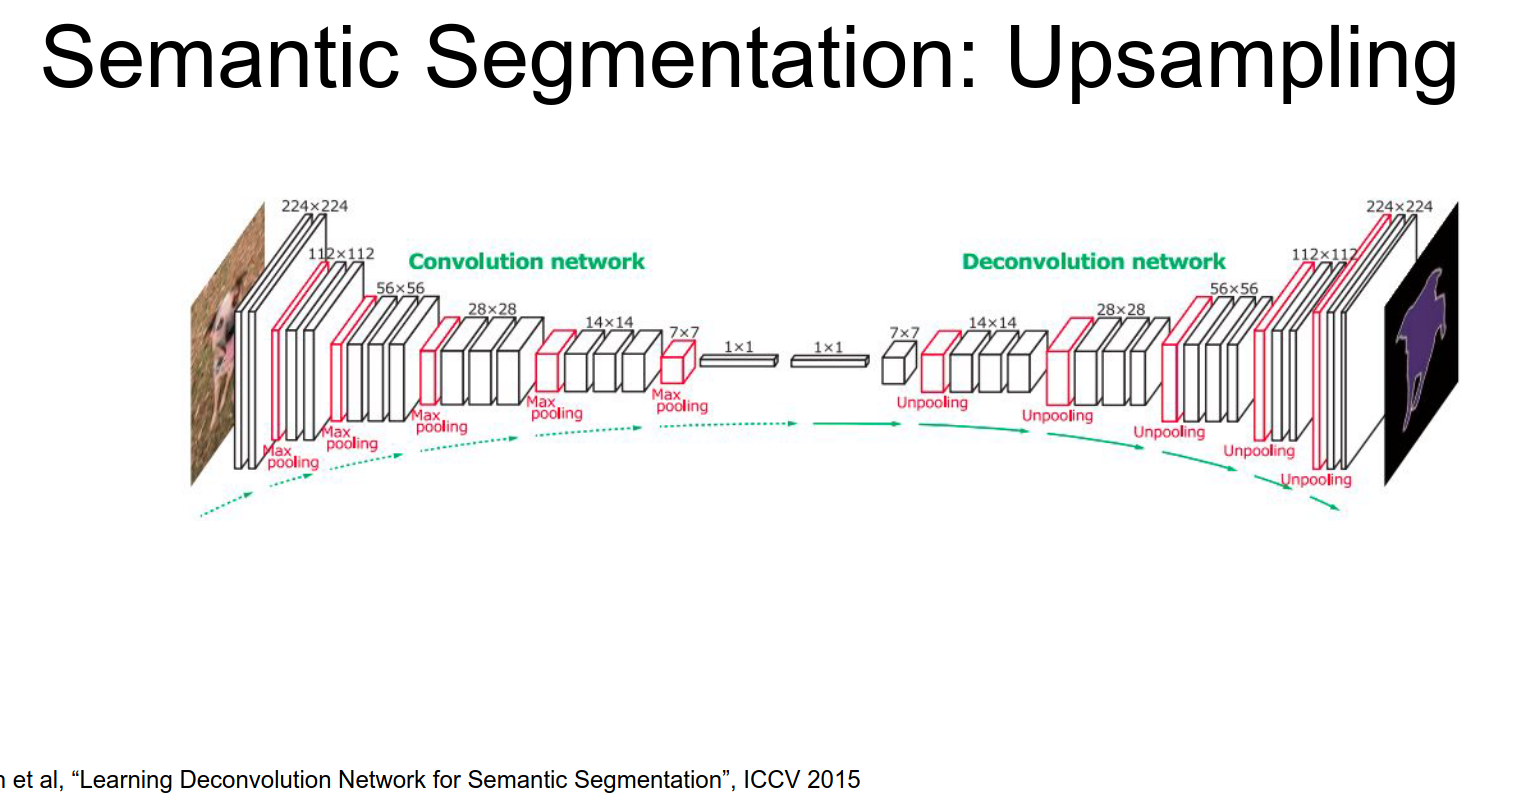 Semantic Segmentation: Upsampling
224×224
112×112
56×56
28×28
14×14
7×7
1×1
1×1
7×7
14×14
28×28
56×56
112×112
224×224
Convolution network
Deconvolution network
Max
pooling
Max
pooling
Max
pooling
Max
pooling
Max
pooling
Unpooling
Unpooling
Unpooling
Unpooling
Unpooling
et al, “Learning Deconvolution Network for Semantic Segmentation”, ICCV 2015